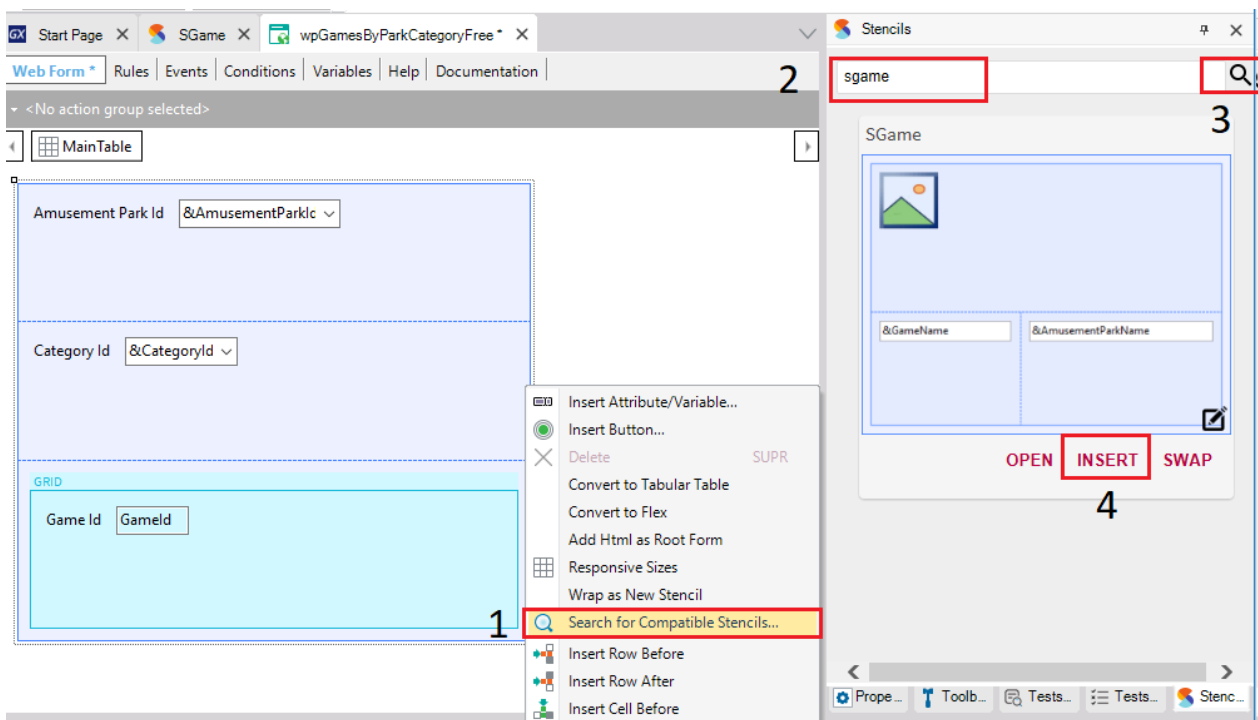 GX Start Page X SGame X wpGamesByParkCategoryFree * X
Web Form * Rules Events Conditions Variables Help Documentation
2
<No action group selected>
MainTable
Amusement Park Id &AmusementParkIc
Category Id &CategoryId
GRID
Game Id GameId
1
Insert Attribute/Variable...
Insert Button...
Delete SUPR
Convert to Tabular Table
Convert to Flex
Add Html as Root Form
Responsive Sizes
Wrap as New Stencil
Search for Compatible Stencils...
Insert Row Before
Insert Row After
Insert Cell Before
Stencils
sgame
3
SGame
&GameName &AmusementParkName
OPEN INSERT SWAP
4
Prope... Toolb... Tests... Tests... Stenc...